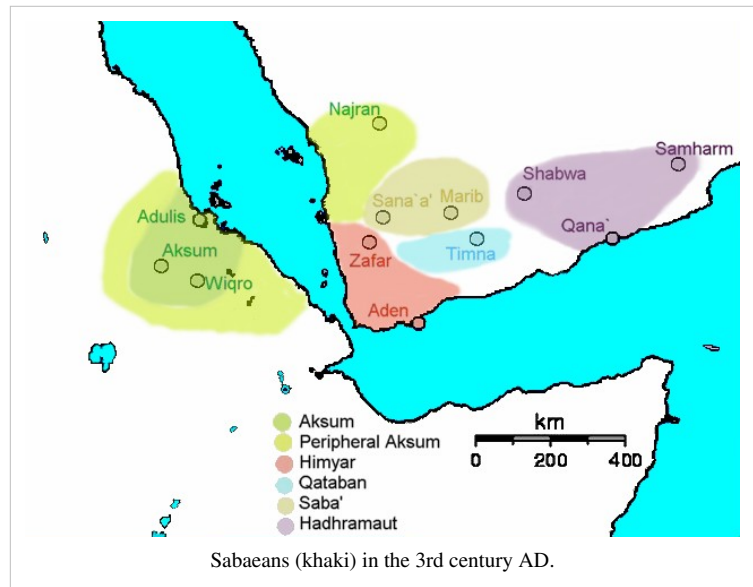 Najran
Samharm
Shabwa
Sana`a' Marib
Adulis
Qana`
Aksum
Zafar
Timna
Wiqro
Aden
Aksum
Peripheral Aksum
Himyar
Qataban
Saba'
Hadhramaut
km
0 200 400
Sabaeans (khaki) in the 3rd century AD.